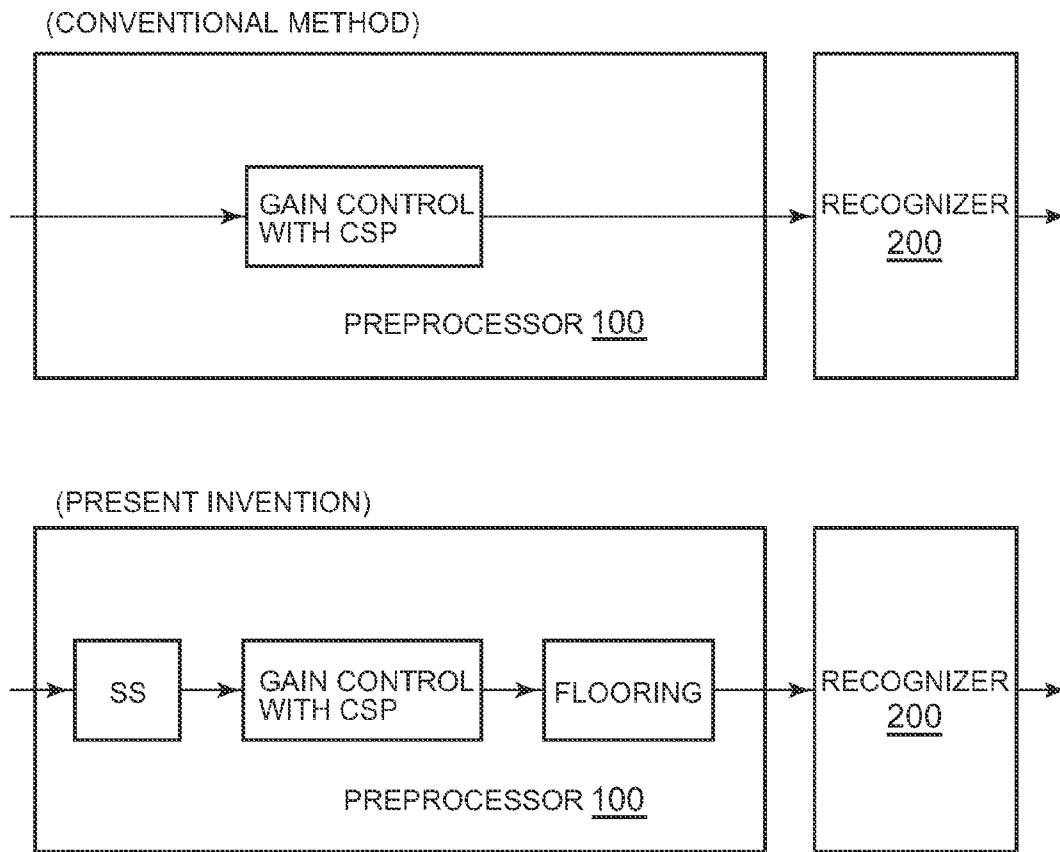 (CONVENTIONAL METHOD)
GAIN CONTROL
WITH CSP
PREPROCESSOR 100
RECOGNIZER
200
(PRESENT INVENTION)
SS
GAIN CONTROL
WITH CSP
FLOORING
PREPROCESSOR 100
RECOGNIZER
200